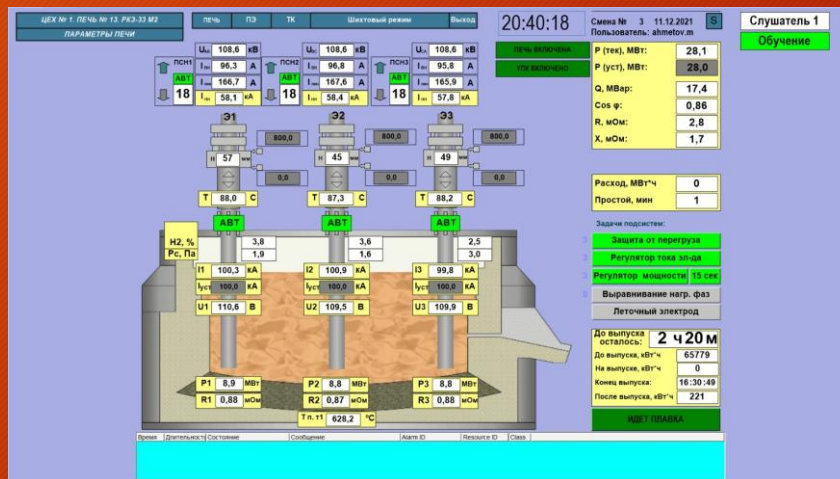 ЦЕХ № 1. ПЕЧЬ № 13. РКЗ-33 М2
ПАРАМЕТРЫ ПЕЧИ
ПЕЧЬ ПЭ ТК Шихтовый режим Выход
20:40:18
Смена № 3 11.12.2021 S
Пользователь: ahmetov.m
Слушатель 1
Обучение
ПЕЧЬ ВКЛЮЧЕНА
УПК ВКЛЮЧЕНО
108,6 кВ 108,6 кВ 108,6 кВ
ПСН1 96,3 А ПСН2 96,8 А ПСН3 95,8 А
АВТ 166,7 А АВТ 167,6 А АВТ 165,9 А
18 58,1 кА 18 58,4 кА 18 57,8 кА
Э1 Э2 Э3
800,0 800,0 800,0
H 57 мм H 45 мм H 49 мм
0,0 0,0 0,0
T 88,0 C T 87,3 C T 88,2 C
АВТ АВТ АВТ
H2, % 3,8 3,6 2,5
Pс, Па 1,9 1,6 3,0
I1 100,3 кА I2 100,9 кА I3 99,8 кА
Iуст 100,0 кА Iуст 100,0 кА Iуст 100,0 кА
U1 110,6 В U2 109,5 В U3 109,9 В
P1 8,9 МВт P2 8,8 МВт P3 8,8 МВт
R1 0,88 мОм R2 0,87 мОм R3 0,88 мОм
T п. т1 628,2 °C
P (тек), МВт: 28,1
P (уст), МВт: 28,0
Q, МВар: 17,4
Cos φ: 0,86
R, мОм: 2,8
X, мОм: 1,7
Расход, МВт*ч 0
Простой, мин 1
Задачи подсистем:
Защита от перегруза
Регулятор тока эл-да
Регулятор мощности 15 сек
Выравнивание нагр. фаз
Леточный электрод
До выпуска осталось: 2 ч20 м
До выпуска, кВт*ч 65779
На выпуске, кВт*ч 0
Конец выпуска: 16:30:49
После выпуска, кВт*ч 221
ИДЕТ ПЛАВКА
Время Длительность Состояние Сообщение Alarm ID Resource ID Class